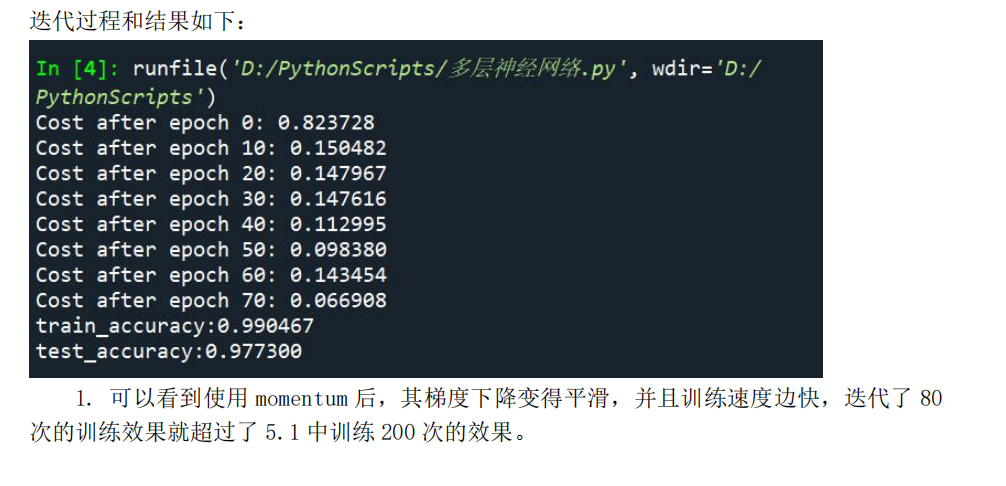 迭代过程和结果如下：
In [4]: runfile('D:/PythonScripts/多层神经网络.py', wdir='D:/
PythonScripts')
Cost after epoch 0: 0.823728
Cost after epoch 10: 0.150482
Cost after epoch 20: 0.147967
Cost after epoch 30: 0.147616
Cost after epoch 40: 0.112995
Cost after epoch 50: 0.098380
Cost after epoch 60: 0.143454
Cost after epoch 70: 0.066908
train_accuracy:0.990467
test_accuracy:0.977300
1. 可以看到使用 momentum 后，其梯度下降变得平滑，并且训练速度边快，迭代了 80
次的训练效果就超过了 5.1 中训练 200 次的效果。